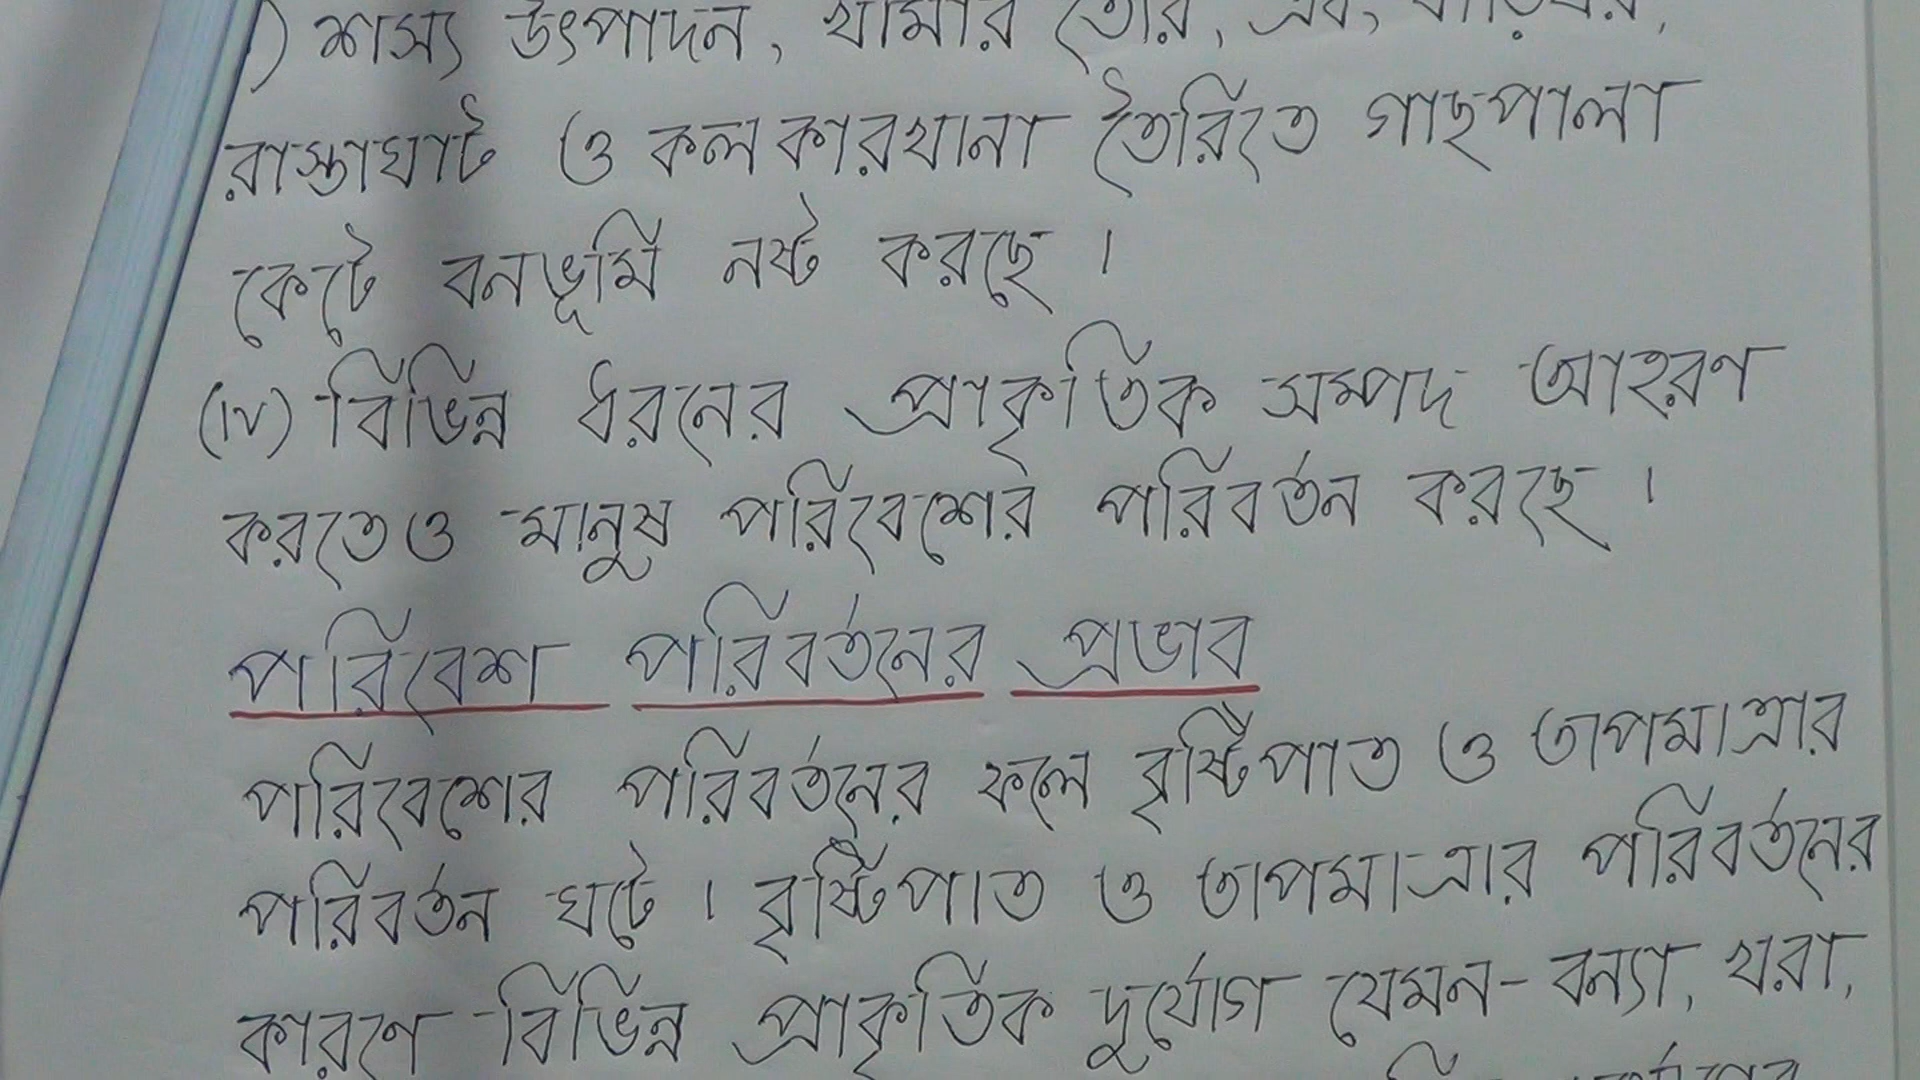 ) শস্য উৎপাদন, খামার তৈরি, এবং বাড়িঘর,
রাস্তাঘাট ও কলকারখানা তৈরিতে গাছপালা
কেটে বনভূমি নষ্ট করছে ।
(iv) বিভিন্ন ধরনের প্রাকৃতিক সম্পদ আহরণ
করতেও মানুষ পরিবেশের পরিবর্তন করছে ।
পরিবেশ পরিবর্তনের প্রভাব
পরিবেশের পরিবর্তনের ফলে বৃষ্টিপাত ও তাপমাত্রার
পরিবর্তন ঘটে । বৃষ্টিপাত ও তাপমাত্রার পরিবর্তনের
কারণে বিভিন্ন প্রাকৃতিক দুর্যোগ যেমন- বন্যা, খরা,